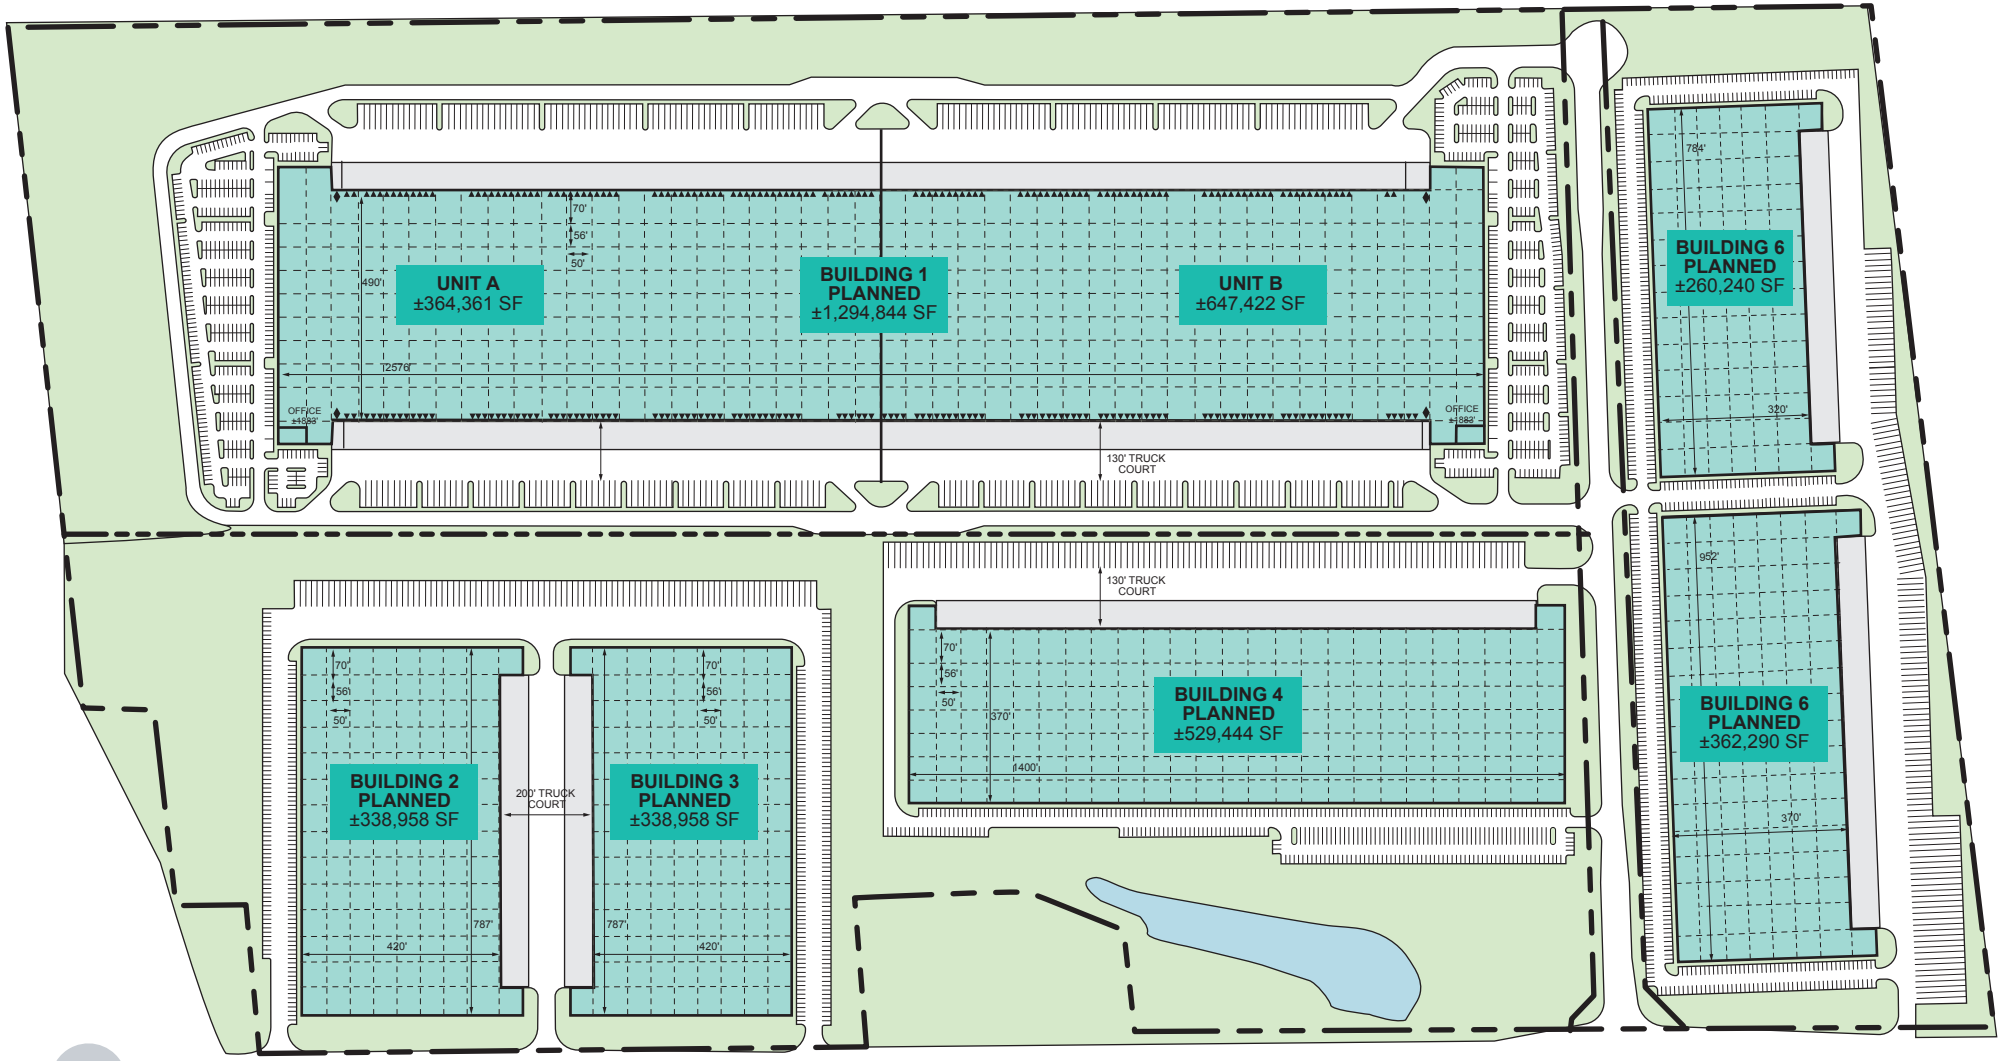 70'
56'
50'
490'
UNIT A
±364,361 SF
BUILDING 1
PLANNED
±1,294,844 SF
UNIT B
±647,422 SF
2576'
OFFICE
±1883'
OFFICE
±1883'
130' TRUCK
COURT
784'
BUILDING 6
PLANNED
±260,240 SF
320'
130' TRUCK
COURT
70'
56'
50'
370'
BUILDING 4
PLANNED
±529,444 SF
1400'
952'
BUILDING 6
PLANNED
±362,290 SF
370'
70'
56'
50'
BUILDING 2
PLANNED
±338,958 SF
787'
420'
200' TRUCK
COURT
70'
56'
50'
BUILDING 3
PLANNED
±338,958 SF
787'
420'